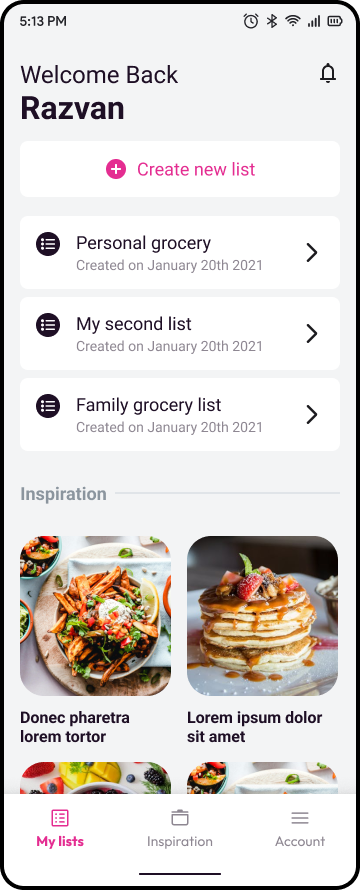 5:13 PM
Welcome Back
Razvan
Create new list
Personal grocery
Created on January 20th 2021
My second list
Created on January 20th 2021
Family grocery list
Created on January 20th 2021
Inspiration
Donec pharetra
lorem tortor
Lorem ipsum dolor
sit amet
My lists
Inspiration
Account